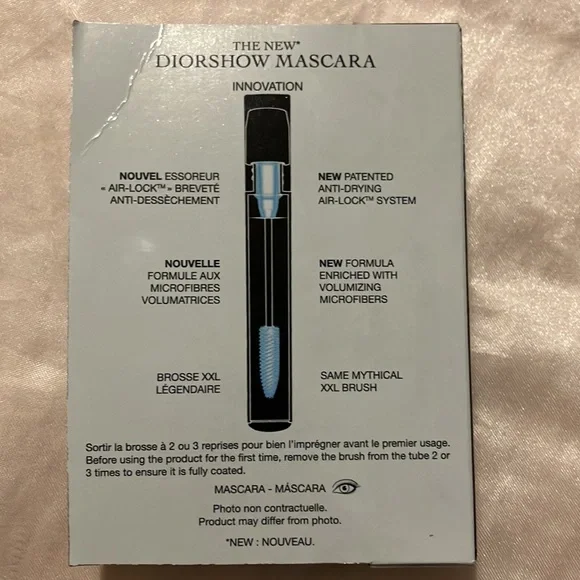 THE NEW*
DIORSHOW MASCARA
INNOVATION
NOUVEL ESSOREUR
« AIR-LOCK™ » BREVETÉ
ANTI-DESSÈCHEMENT
NEW PATENTED
ANTI-DRYING
AIR-LOCK™ SYSTEM
NOUVELLE
FORMULE AUX
MICROFIBRES
VOLUMATRICES
NEW FORMULA
ENRICHED WITH
VOLUMIZING
MICROFIBERS
BROSSE XXL
LÉGENDAIRE
SAME MYTHICAL
XXL BRUSH
Sortir la brosse à 2 ou 3 reprises pour bien l'imprégner avant le premier usage.
Before using the product for the first time, remove the brush from the tube 2 or
3 times to ensure it is fully coated.
MASCARA - MÁSCARA
Photo non contractuelle.
Product may differ from photo.
*NEW : NOUVEAU.